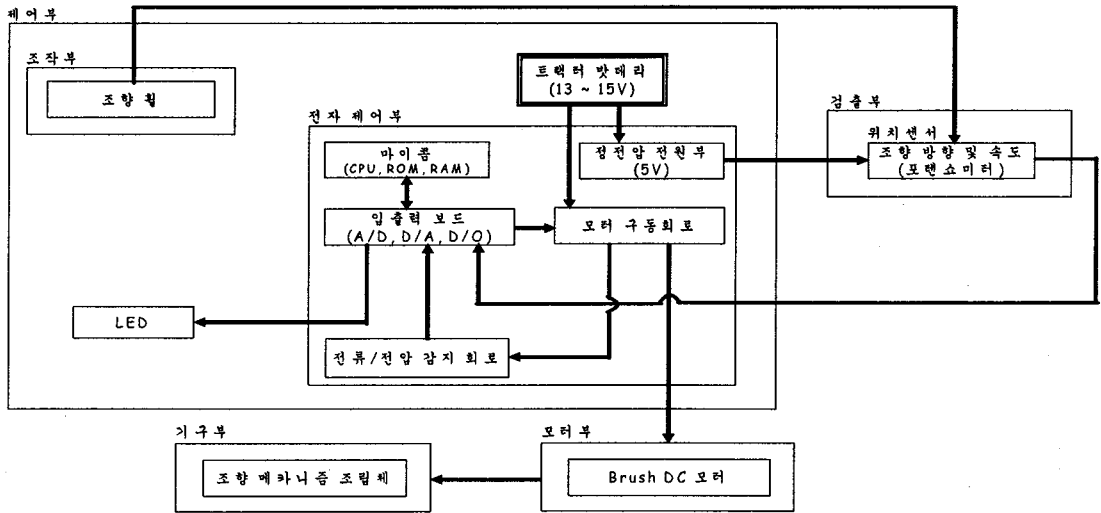 제어부
조작부
조향 휠
트랙터 밧데리
(13 ~ 15V)
전자 제어부
마이콤
(CPU, ROM, RAM)
정전압 전원부
(5V)
검출부
위치센서
조향 방향 및 속도
(포텐쇼미터)
입출력 보드
(A/D, D/A, D/O)
모터 구동회로
LED
전류/전압 감지 회로
기구부
조향 메카니즘 조립체
모터부
Brush DC 모터